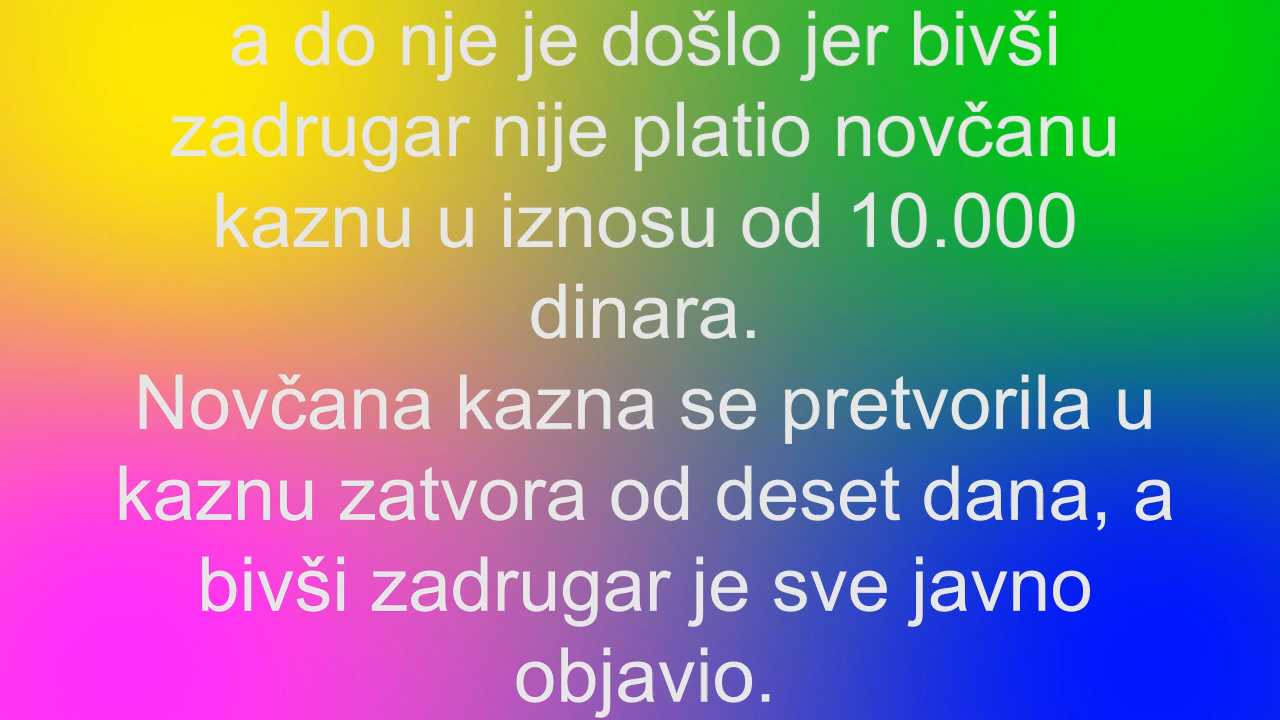 a do nje je došlo jer bivši
zadrugar nije platio novčanu
kaznu u iznosu od 10.000
dinara.
Novčana kazna se pretvorila u
kaznu zatvora od deset dana, a
bivši zadrugar je sve javno
objavio.